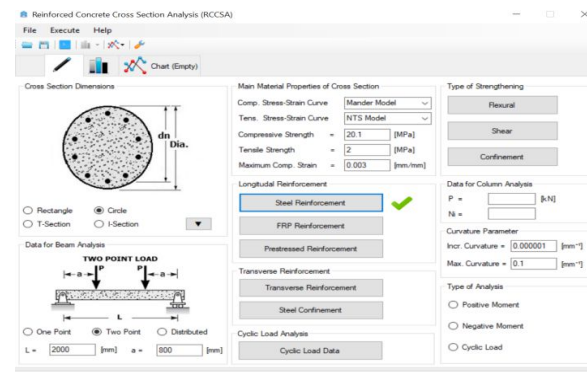 Reinforced Concrete Cross Section Analysis (RCCSA)
File Execute Help
Chart (Empty)
Cross Section Dimensions
dn
Dia.
Rectangle Circle
T-Section I-Section
Data for Beam Analysis
TWO POINT LOAD
a P P a
L
One Point Two Point Distributed
L = 2000 [mm] a = 800 [mm]
Main Material Properties of Cross Section
Comp. Stress-Strain Curve Mander Model
Tens. Stress-Strain Curve NTS Model
Compressive Strength = 20.1 [MPa]
Tensile Strength = 2 [MPa]
Maximum Comp. Strain = 0.003 [mm/mm]
Longtudal Reinforcement
Steel Reinforcement
FRP Reinforcement
Prestressed Reinforcement
Transverse Reinforcement
Transverse Reinforcement
Steel Confinement
Cyclic Load Analysis
Cyclic Load Data
Type of Strengthening
Flexural
Shear
Confinement
Data for Column Analysis
P = [kN]
Ni =
Curvature Parameter
Incr. Curvature = 0.000001 [mm⁻¹]
Max. Curvature = 0.1 [mm⁻¹]
Type of Analysis
Positive Moment
Negative Moment
Cyclic Load